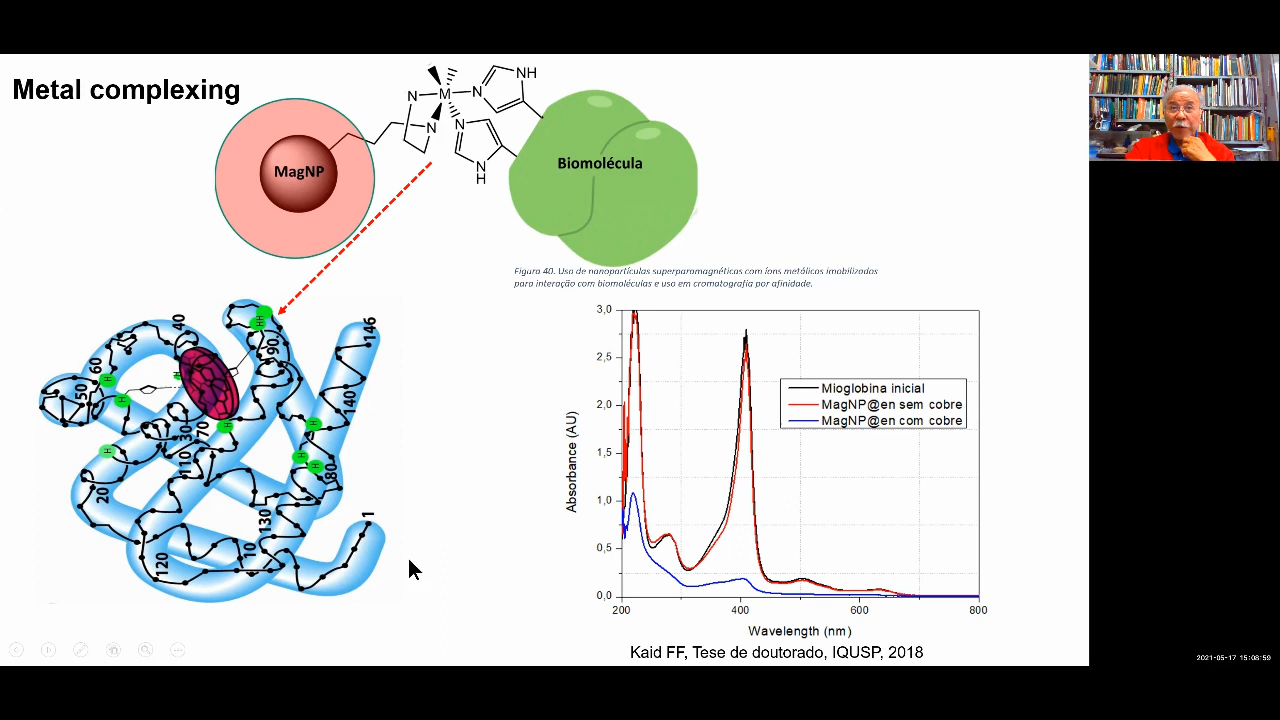 Metal complexing
N
M
N
NH
N
N
N
H
MagNP
Biomolécula
Figura 40. Uso de nanopartículas superparamagnéticas com íons metálicos imobilizados
para interação com biomoléculas e uso em cromatografia por afinidade.
40
HH
90
146
60
H
50
H
H
140
H
30
70
H
H
110
H
H
80
20
130
1
10
120
3,0
2,5
2,0
1,5
1,0
0,5
0,0
Absorbance (AU)
Mioglobina inicial
MagNP@en sem cobre
MagNP@en com cobre
200
400
600
800
Wavelength (nm)
Kaid FF, Tese de doutorado, IQUSP, 2018
2021-05-17 15:08:59